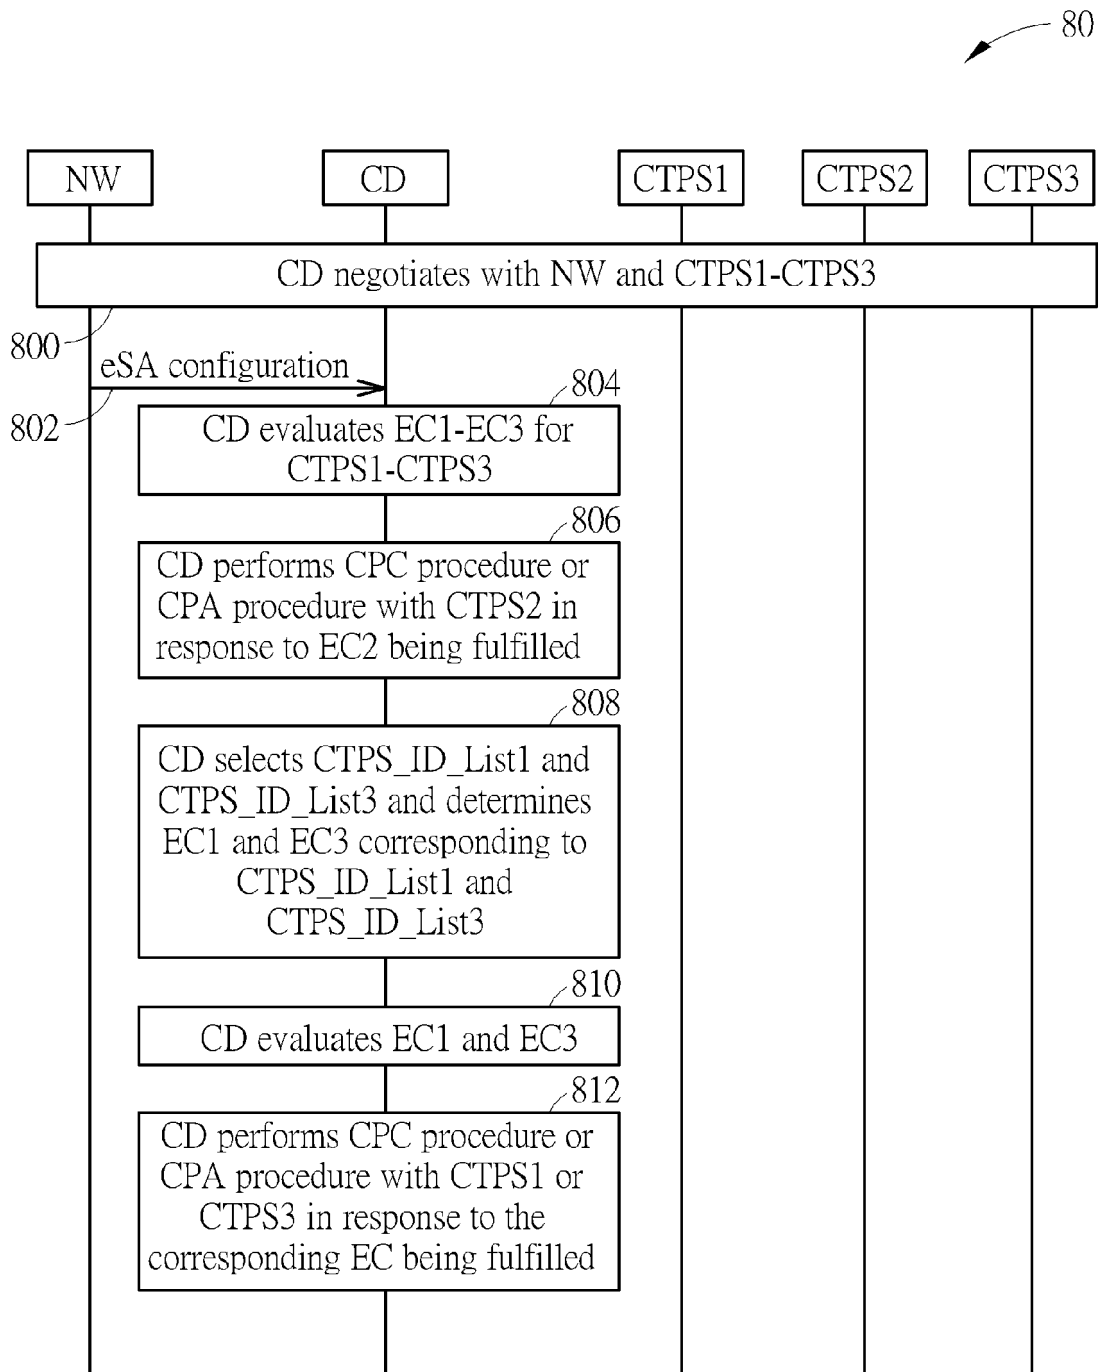 80
NW
CD
CTPS1
CTPS2
CTPS3
CD negotiates with NW and CTPS1-CTPS3
800
eSA configuration
802
804
CD evaluates EC1-EC3 for
CTPS1-CTPS3
806
CD performs CPC procedure or
CPA procedure with CTPS2 in
response to EC2 being fulfilled
808
CD selects CTPS_ID_List1 and
CTPS_ID_List3 and determines
EC1 and EC3 corresponding to
CTPS_ID_List1 and
CTPS_ID_List3
810
CD evaluates EC1 and EC3
812
CD performs CPC procedure or
CPA procedure with CTPS1 or
CTPS3 in response to the
corresponding EC being fulfilled